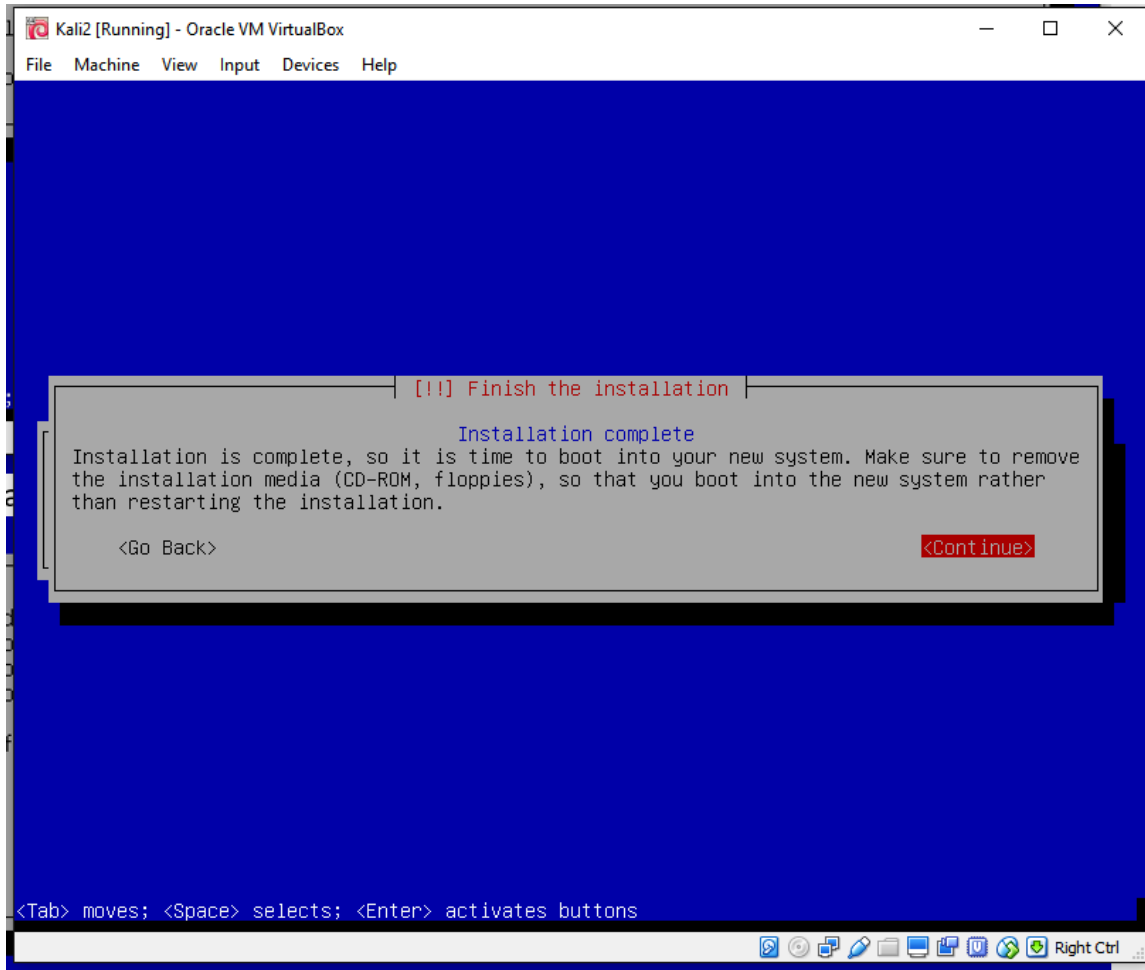 Kali2 [Running] - Oracle VM VirtualBox
File Machine View Input Devices Help
[!!] Finish the installation
Installation complete
Installation is complete, so it is time to boot into your new system. Make sure to remove
the installation media (CD-ROM, floppies), so that you boot into the new system rather
than restarting the installation.
<Go Back> <Continue>
<Tab> moves; <Space> selects; <Enter> activates buttons
Right Ctrl